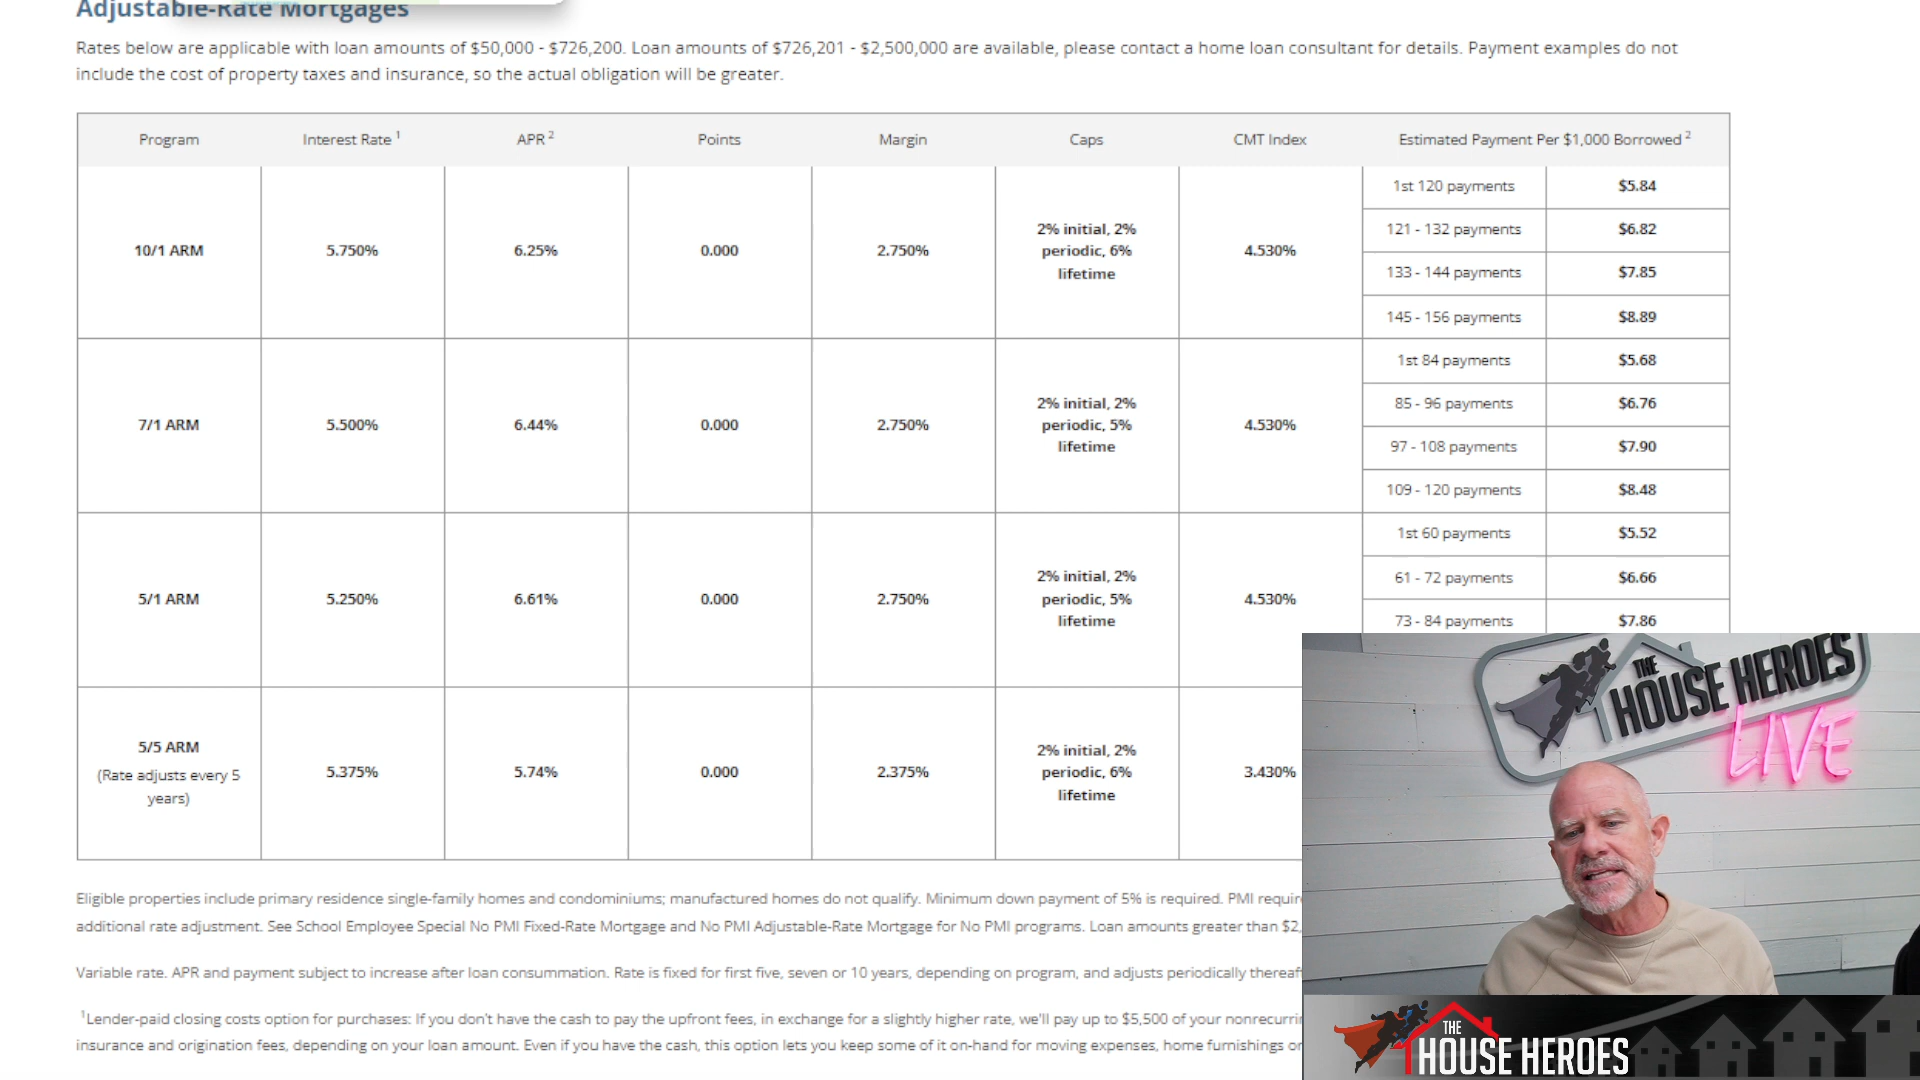 Adjustable-Rate Mortgages
Rates below are applicable with loan amounts of $50,000 - $726,200. Loan amounts of $726,201 - $2,500,000 are available, please contact a home loan consultant for details. Payment examples do not
include the cost of property taxes and insurance, so the actual obligation will be greater.
Program Interest Rate 1 APR 2 Points Margin Caps CMT Index Estimated Payment Per $1,000 Borrowed 2
10/1 ARM 5.750% 6.25% 0.000 2.750% 2% initial, 2% periodic, 6% lifetime 4.530%
1st 120 payments $5.84
121 - 132 payments $6.82
133 - 144 payments $7.85
145 - 156 payments $8.89
7/1 ARM 5.500% 6.44% 0.000 2.750% 2% initial, 2% periodic, 5% lifetime 4.530%
1st 84 payments $5.68
85 - 96 payments $6.76
97 - 108 payments $7.90
109 - 120 payments $8.48
5/1 ARM 5.250% 6.61% 0.000 2.750% 2% initial, 2% periodic, 5% lifetime 4.530%
1st 60 payments $5.52
61 - 72 payments $6.66
73 - 84 payments $7.86
5/5 ARM (Rate adjusts every 5 years) 5.375% 5.74% 0.000 2.375% 2% initial, 2% periodic, 6% lifetime 3.430%
Eligible properties include primary residence single-family homes and condominiums; manufactured homes do not qualify. Minimum down payment of 5% is required. PMI
additional rate adjustment. See School Employee Special No PMI Fixed-Rate Mortgage and No PMI Adjustable-Rate Mortgage for No PMI programs. Loan amounts greater than $2,
Variable rate. APR and payment subject to increase after loan consummation. Rate is fixed for first five, seven or 10 years, depending on program, and adjusts periodically
1Lender-paid closing costs option for purchases: If you don't have the cash to pay the upfront fees, in exchange for a slightly higher rate, we'll pay up to $5,500 of your
insurance and origination fees, depending on your loan amount. Even if you have the cash, this option lets you keep some of it on-hand for moving expenses, home furnishings or
THE
HOUSE HEROES
LIVE
THE
HOUSE HEROES